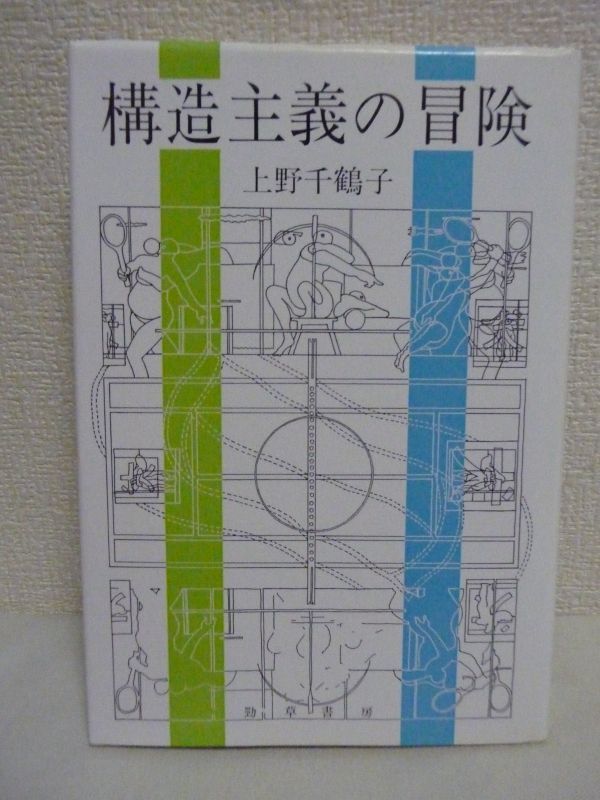 構造主義の冒険
上野千鶴子
勁草書房